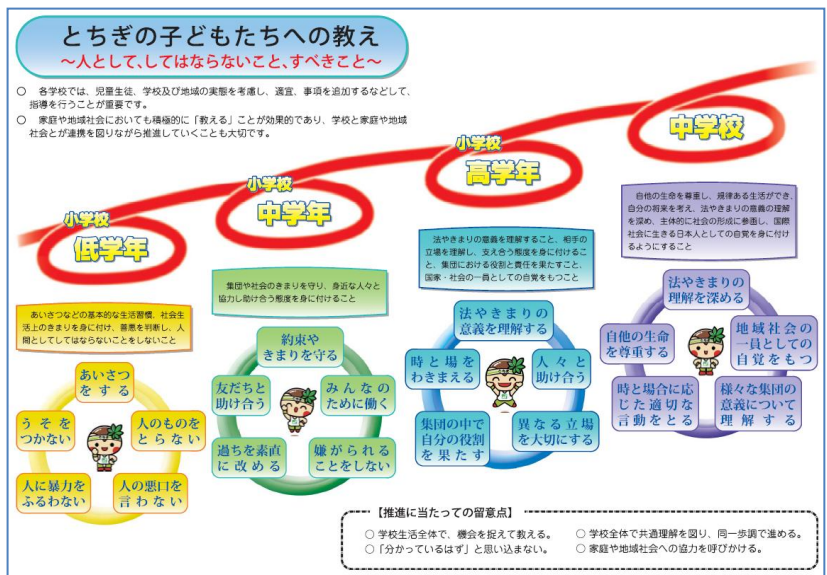 とちぎの子どもたちへの教え
～人として、してはならないこと、すべきこと～
○　各学校では、児童生徒、学校及び地域の実態を考慮し、適宜、事項を追加するなどして、
指導を行うことが重要です。
○　家庭や地域社会においても積極的に「教える」ことが効果的であり、学校と家庭や地域
社会とが連携を図りながら推進していくことも大切です。
小学校
低学年
あいさつなどの基本的な生活習慣、社会生
活上のきまりを身に付け、善悪を判断し、人
間としてしてはならないことをしないこと
あいさつ
をする
うそを
つかない
人のものを
とらない
人に暴力を
ふるわない
人の悪口を
言わない
小学校
中学年
集団や社会のきまりを守り、身近な人々と
協力し助け合う態度を身に付けること
約束や
きまりを守る
友だちと
助け合う
みんなの
ために働く
過ちを素直
に改める
嫌がられる
ことをしない
小学校
高学年
法やきまりの意義を理解すること、相手の
立場を理解し、支え合う態度を身に付けるこ
と、集団における役割と責任を果たすこと、
国家・社会の一員としての自覚をもつこと
法やきまりの
意義を理解する
時と場を
わきまえる
人々と
助け合う
集団の中で
自分の役割
を果たす
異なる立場
を大切にする
中学校
自他の生命を尊重し、規律ある生活ができ、
自分の将来を考え、法やきまりの意義の理解
を深め、主体的に社会の形成に参画し、国際
社会に生きる日本人としての自覚を身に付け
るようにすること
法やきまりの
理解を深める
自他の生命
を尊重する
地域社会の
一員としての
自覚をもつ
時と場合に応
じた適切な
言動をとる
様々な集団の
意義について
理解する
【推進に当たっての留意点】
○ 学校生活全体で、機会を捉えて教える。
○ 学校全体で共通理解を図り、同一歩調で進める。
○ 「分かっているはず」と思い込まない。
○ 家庭や地域社会への協力を呼びかける。